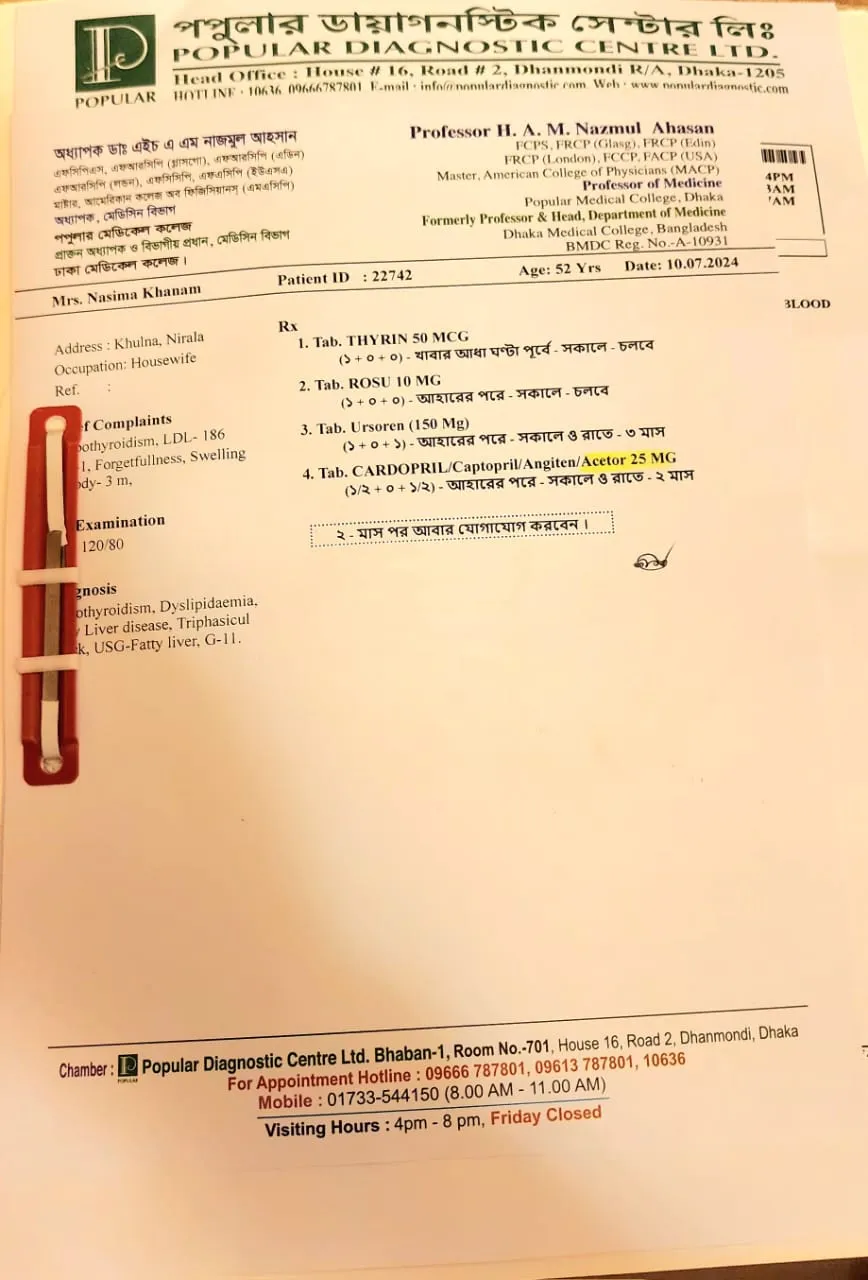 পপুলার ডায়াগনস্টিক সেন্টার লিঃ
POPULAR DIAGNOSTIC CENTRE LTD.
POPULAR
Head Office : House # 16, Road # 2, Dhanmondi R/A, Dhaka-1205
HOTLINE - 10636, 09666787801 E-mail - info@populardiagnostic.com Web - www.populardiagnostic.com
অধ্যাপক ডাঃ এইচ এ এম নাজমুল আহসান
এফসিপিএস, এফআরসিপি (গ্লাসগো), এফআরসিপি (এডিন)
এফআরসিপি (লন্ডন), এফসিসিপি, এফএসিপি (ইউএসএ)
মাষ্টার, আমেরিকান কলেজ অব ফিজিসিয়ানস্ (এমএসিপি)
অধ্যাপক, মেডিসিন বিভাগ
পপুলার মেডিকেল কলেজ
প্রাক্তন অধ্যাপক ও বিভাগীয় প্রধান, মেডিসিন বিভাগ
ঢাকা মেডিকেল কলেজ।
Professor H. A. M. Nazmul Ahasan
FCPS, FRCP (Glasg), FRCP (Edin)
FRCP (London), FCCP, FACP (USA)
Master, American College of Physicians (MACP)
Professor of Medicine
Popular Medical College, Dhaka
Formerly Professor & Head, Department of Medicine
Dhaka Medical College, Bangladesh
BMDC Reg. No.-A-10931
4PM
AM
AM
Mrs. Nasima Khanam Patient ID : 22742 Age: 52 Yrs Date: 10.07.2024
BLOOD
Address : Khulna, Nirala
Occupation: Housewife
Ref. :
f Complaints
othyroidism, LDL- 186
1, Forgetfullness, Swelling
ody- 3 m,
Examination
120/80
gnosis
othyroidism, Dyslipidaemia,
Liver disease, Triphasicul
k, USG-Fatty liver, G-11.
Rx
1. Tab. THYRIN 50 MCG
(১ + ০ + ০) - খাবার আধা ঘণ্টা পূর্বে - সকালে - চলবে
2. Tab. ROSU 10 MG
(১ + ০ + ০) - আহারের পরে - সকালে - চলবে
3. Tab. Ursoren (150 Mg)
(১ + ০ + ১) - আহারের পরে - সকালে ও রাতে - ৩ মাস
4. Tab. CARDOPRIL/Captopril/Angiten/Acetor 25 MG
(১/২ + ০ + ১/২) - আহারের পরে - সকালে ও রাতে - ২ মাস
২ - মাস পর আবার যোগাযোগ করবেন।
Chamber : POPULAR Popular Diagnostic Centre Ltd. Bhaban-1, Room No.-701, House 16, Road 2, Dhanmondi, Dhaka
For Appointment Hotline : 09666 787801, 09613 787801, 10636
Mobile : 01733-544150 (8.00 AM - 11.00 AM)
Visiting Hours : 4pm - 8 pm, Friday Closed